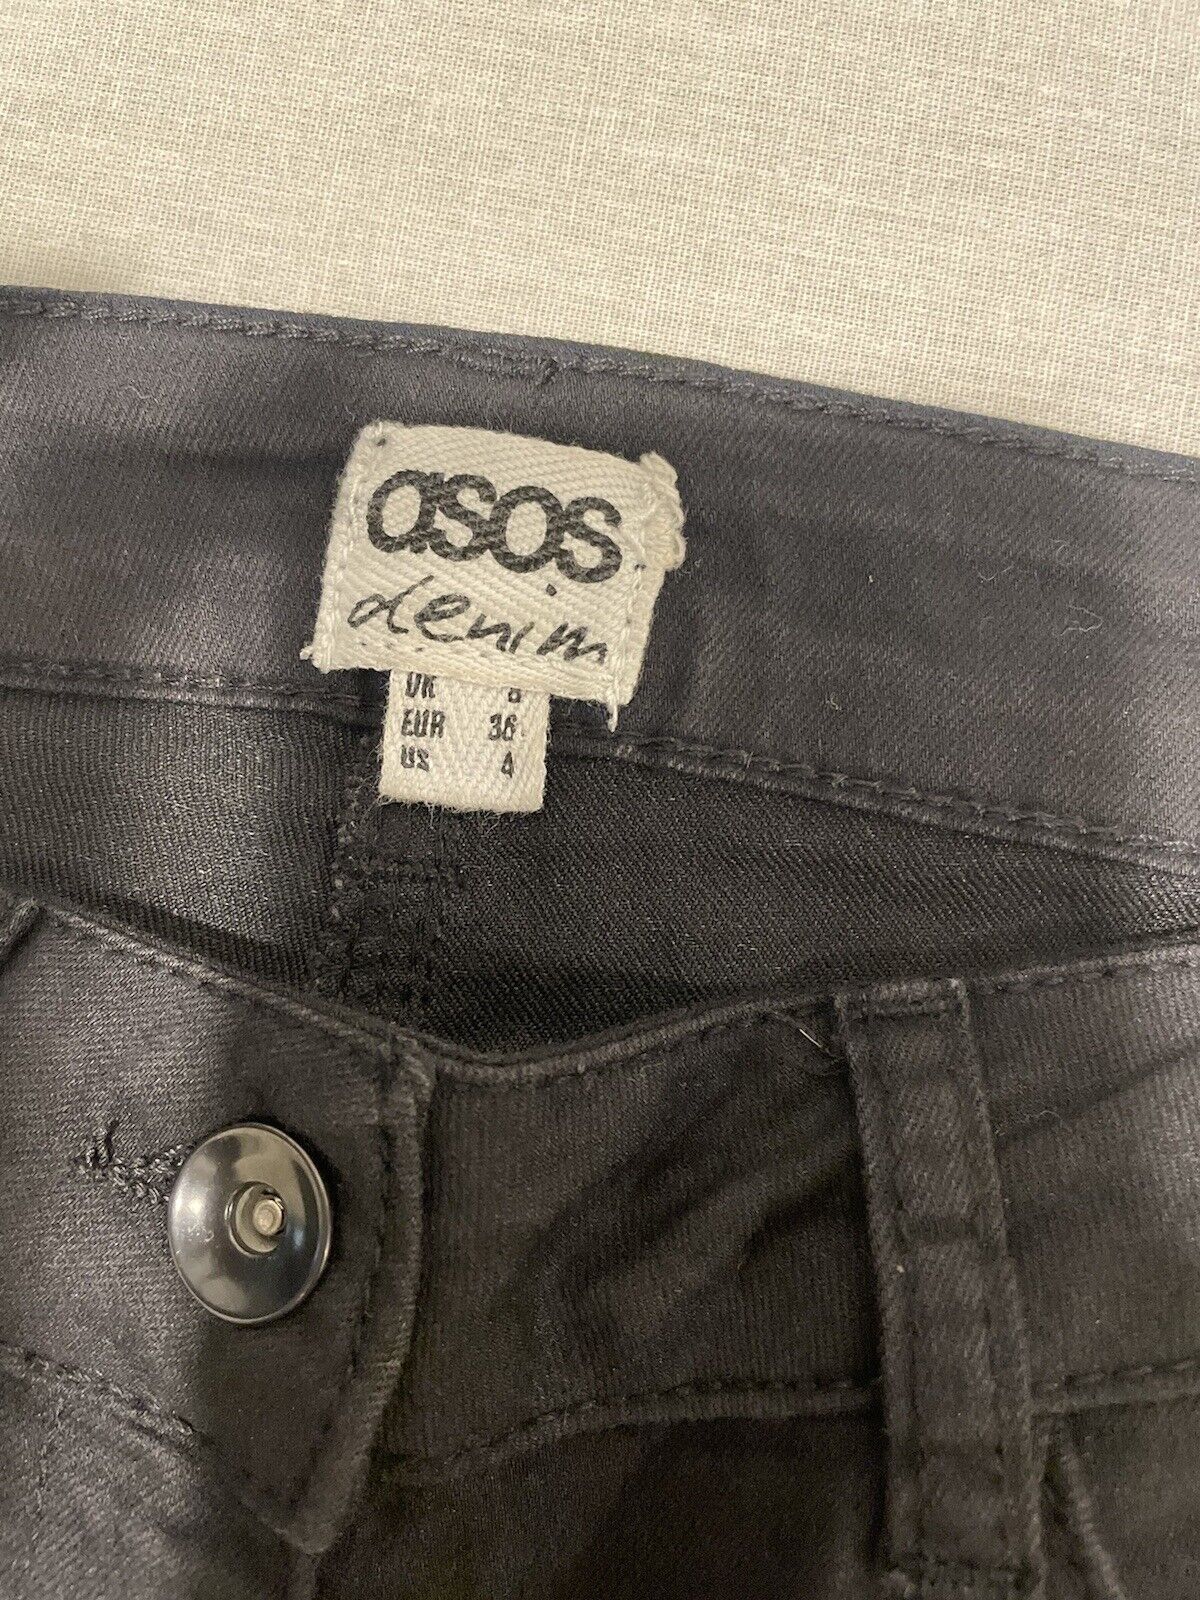 asos
denim
UK 8
EUR 36
US 4